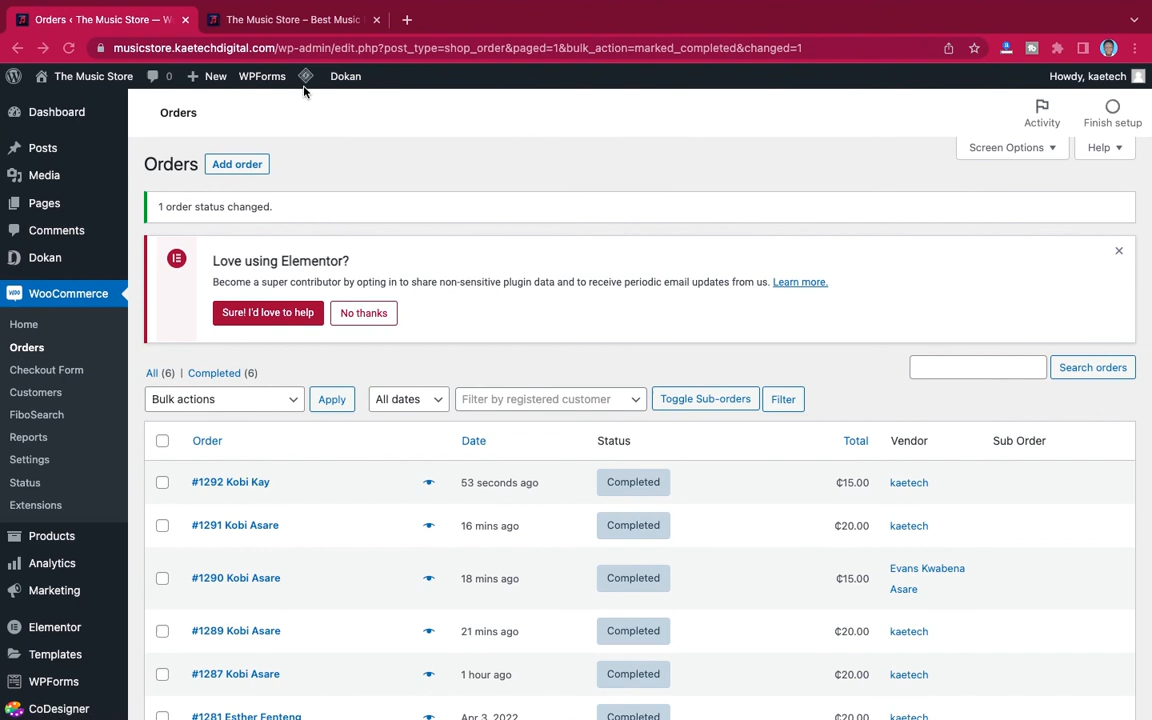 Orders ‹ The Music Store — W
The Music Store – Best Music
musicstore.kaetechdigital.com/wp-admin/edit.php?post_type=shop_order&paged=1&bulk_action=marked_completed&changed=1
The Music Store
0
New
WPForms
Dokan
Howdy, kaetech
Dashboard
Posts
Media
Pages
Comments
Dokan
WooCommerce
Home
Orders
Checkout Form
Customers
FiboSearch
Reports
Settings
Status
Extensions
Products
Analytics
Marketing
Elementor
Templates
WPForms
CoDesigner
Orders
Activity
Finish setup
Screen Options
Help
Orders
Add order
1 order status changed.
Love using Elementor?
Become a super contributor by opting in to share non-sensitive plugin data and to receive periodic email updates from us. Learn more.
Sure! I'd love to help
No thanks
All (6) | Completed (6)
Search orders
Bulk actions
Apply
All dates
Filter by registered customer
Toggle Sub-orders
Filter
Order Date Status Total Vendor Sub Order
#1292 Kobi Kay 53 seconds ago Completed ₵15.00 kaetech
#1291 Kobi Asare 16 mins ago Completed ₵20.00 kaetech
#1290 Kobi Asare 18 mins ago Completed ₵15.00 Evans Kwabena
Asare
#1289 Kobi Asare 21 mins ago Completed ₵20.00 kaetech
#1287 Kobi Asare 1 hour ago Completed ₵20.00 kaetech
#1281 Esther Fenteng Apr 3, 2022 Completed ₵20.00 kaetech